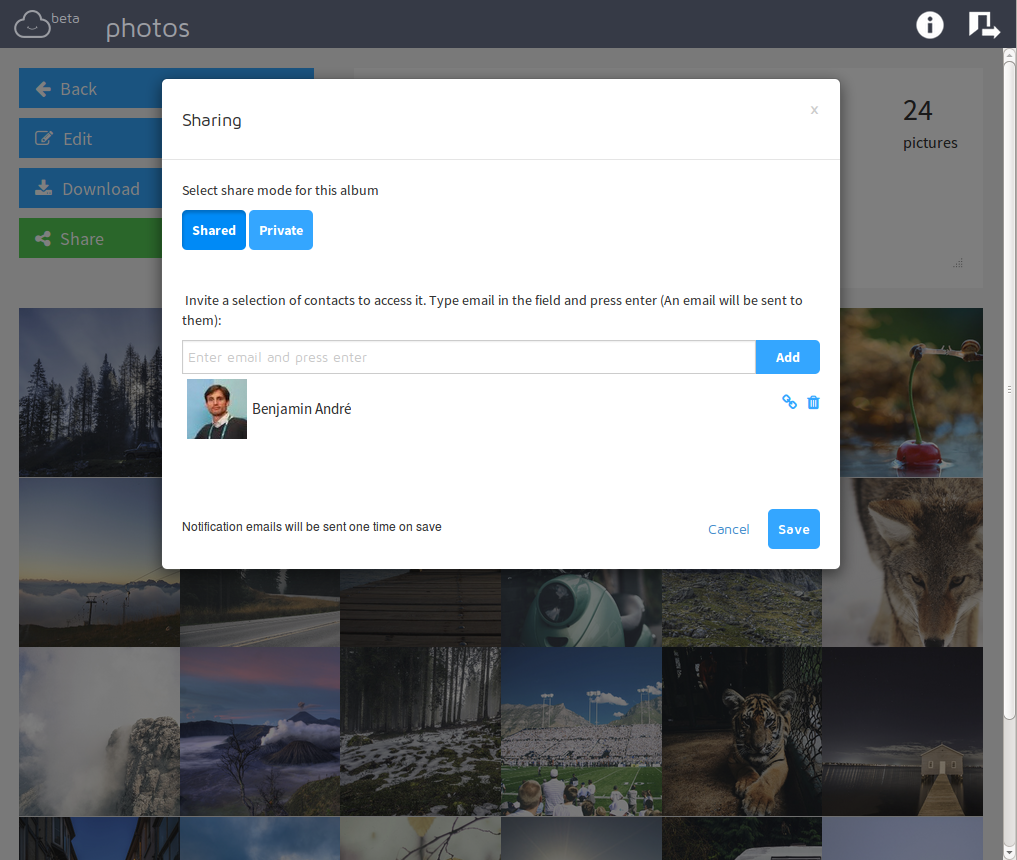 beta
photos
Back
Edit
Download
Share
24
pictures
Sharing
x
Select share mode for this album
Shared
Private
Invite a selection of contacts to access it. Type email in the field and press enter (An email will be sent to
them):
Enter email and press enter
Add
Benjamin André
Notification emails will be sent one time on save
Cancel
Save